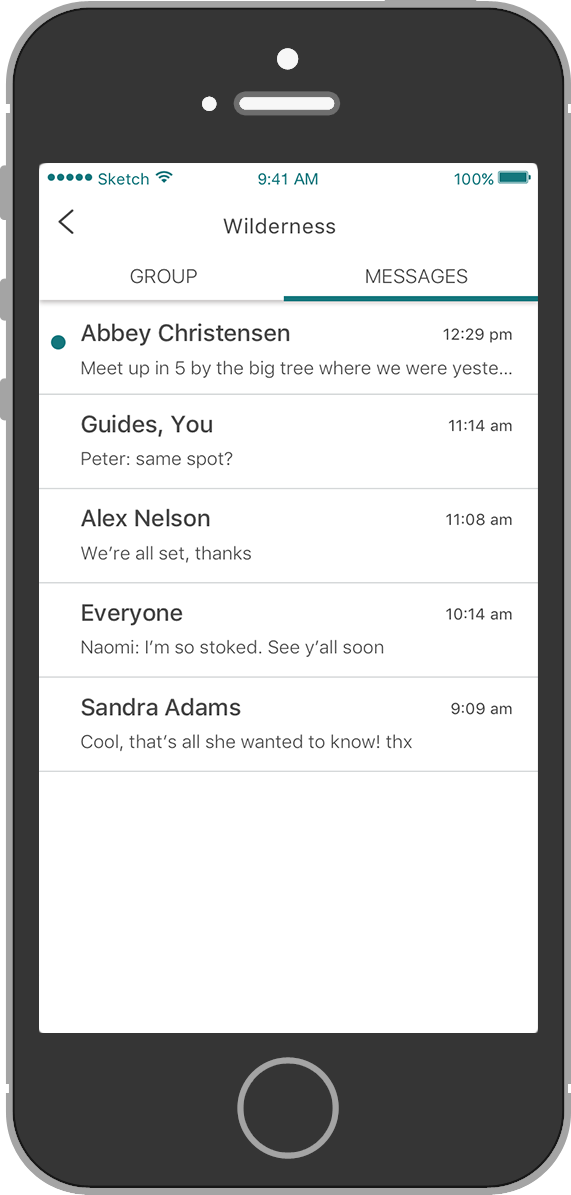 Sketch 9:41 AM 100%
Wilderness
GROUP MESSAGES
Abbey Christensen 12:29 pm
Meet up in 5 by the big tree where we were yeste...
Guides, You 11:14 am
Peter: same spot?
Alex Nelson 11:08 am
We’re all set, thanks
Everyone 10:14 am
Naomi: I’m so stoked. See y’all soon
Sandra Adams 9:09 am
Cool, that’s all she wanted to know! thx